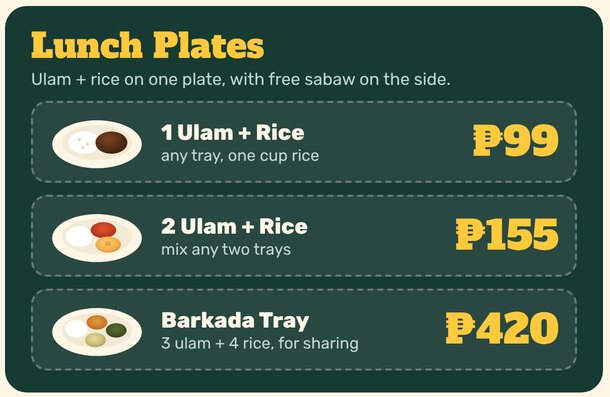 Lunch Plates
Ulam + rice on one plate, with free sabaw on the side.
1 Ulam + Rice
any tray, one cup rice
₱99
2 Ulam + Rice
mix any two trays
₱155
Barkada Tray
3 ulam + 4 rice, for sharing
₱420